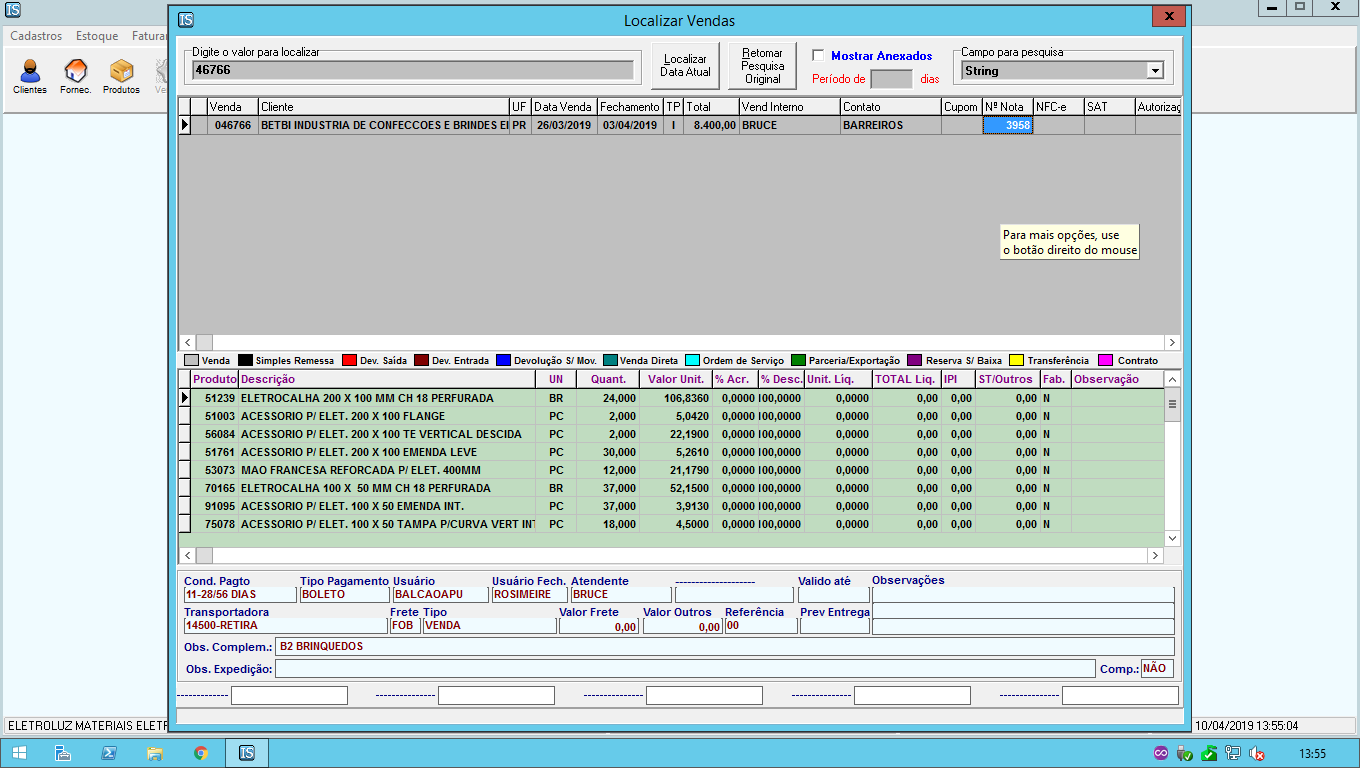 IS
IS Localizar Vendas x
Cadastros Estoque Fatura
Clientes Fornec. Produtos
Digite o valor para localizar
46766
Localizar Data Atual
Retomar Pesquisa Original
Mostrar Anexados
Período de dias
Campo para pesquisa
String
Venda Cliente UF Data Venda Fechamento TP Total Vend Interno Contato Cupom Nº Nota NFC-e SAT Autorizaç
046766 BETBI INDUSTRIA DE CONFECCOES E BRINDES EI PR 26/03/2019 03/04/2019 I 8.400,00 BRUCE BARREIROS 3958
Para mais opções, use
o botão direito do mouse
Venda Simples Remessa Dev. Saída Dev. Entrada Devolução S/ Mov. Venda Direta Ordem de Serviço Parceria/Exportação Reserva S/ Baixa Transferência Contrato
Produto Descrição UN Quant. Valor Unit. % Acr. % Desc. Unit. Líq. TOTAL Liq. IPI ST/Outros Fab. Observação
51239 ELETROCALHA 200 X 100 MM CH 18 PERFURADA BR 24,000 106,8360 0,0000 00,0000 0,0000 0,00 0,00 0,00 N
51003 ACESSORIO P/ ELET. 200 X 100 FLANGE PC 2,000 5,0420 0,0000 00,0000 0,0000 0,00 0,00 0,00 N
56084 ACESSORIO P/ ELET. 200 X 100 TE VERTICAL DESCIDA PC 2,000 22,1900 0,0000 00,0000 0,0000 0,00 0,00 0,00 N
51761 ACESSORIO P/ ELET. 200 X 100 EMENDA LEVE PC 30,000 5,2610 0,0000 00,0000 0,0000 0,00 0,00 0,00 N
53073 MAO FRANCESA REFORCADA P/ ELET. 400MM PC 12,000 21,1790 0,0000 00,0000 0,0000 0,00 0,00 0,00 N
70165 ELETROCALHA 100 X 50 MM CH 18 PERFURADA BR 37,000 52,1500 0,0000 00,0000 0,0000 0,00 0,00 0,00 N
91095 ACESSORIO P/ ELET. 100 X 50 EMENDA INT. PC 37,000 3,9130 0,0000 00,0000 0,0000 0,00 0,00 0,00 N
75078 ACESSORIO P/ ELET. 100 X 50 TAMPA P/CURVA VERT INT PC 18,000 4,5000 0,0000 00,0000 0,0000 0,00 0,00 0,00 N
Cond. Pagto Tipo Pagamento Usuário Usuário Fech. Atendente -------------------- Valido até Observações
11-28/56 DIAS BOLETO BALCAOAPU ROSIMEIRE BRUCE
Transportadora Frete Tipo Valor Frete Valor Outros Referência Prev Entrega
14500-RETIRA FOB VENDA 0,00 0,00 00
Obs. Complem.: B2 BRINQUEDOS
Obs. Expedição: Comp.: NÃO
------------- --------------- --------------- --------------- ---------------
ELETROLUZ MATERIAIS ELETR 10/04/2019 13:55:04
IS 13:55